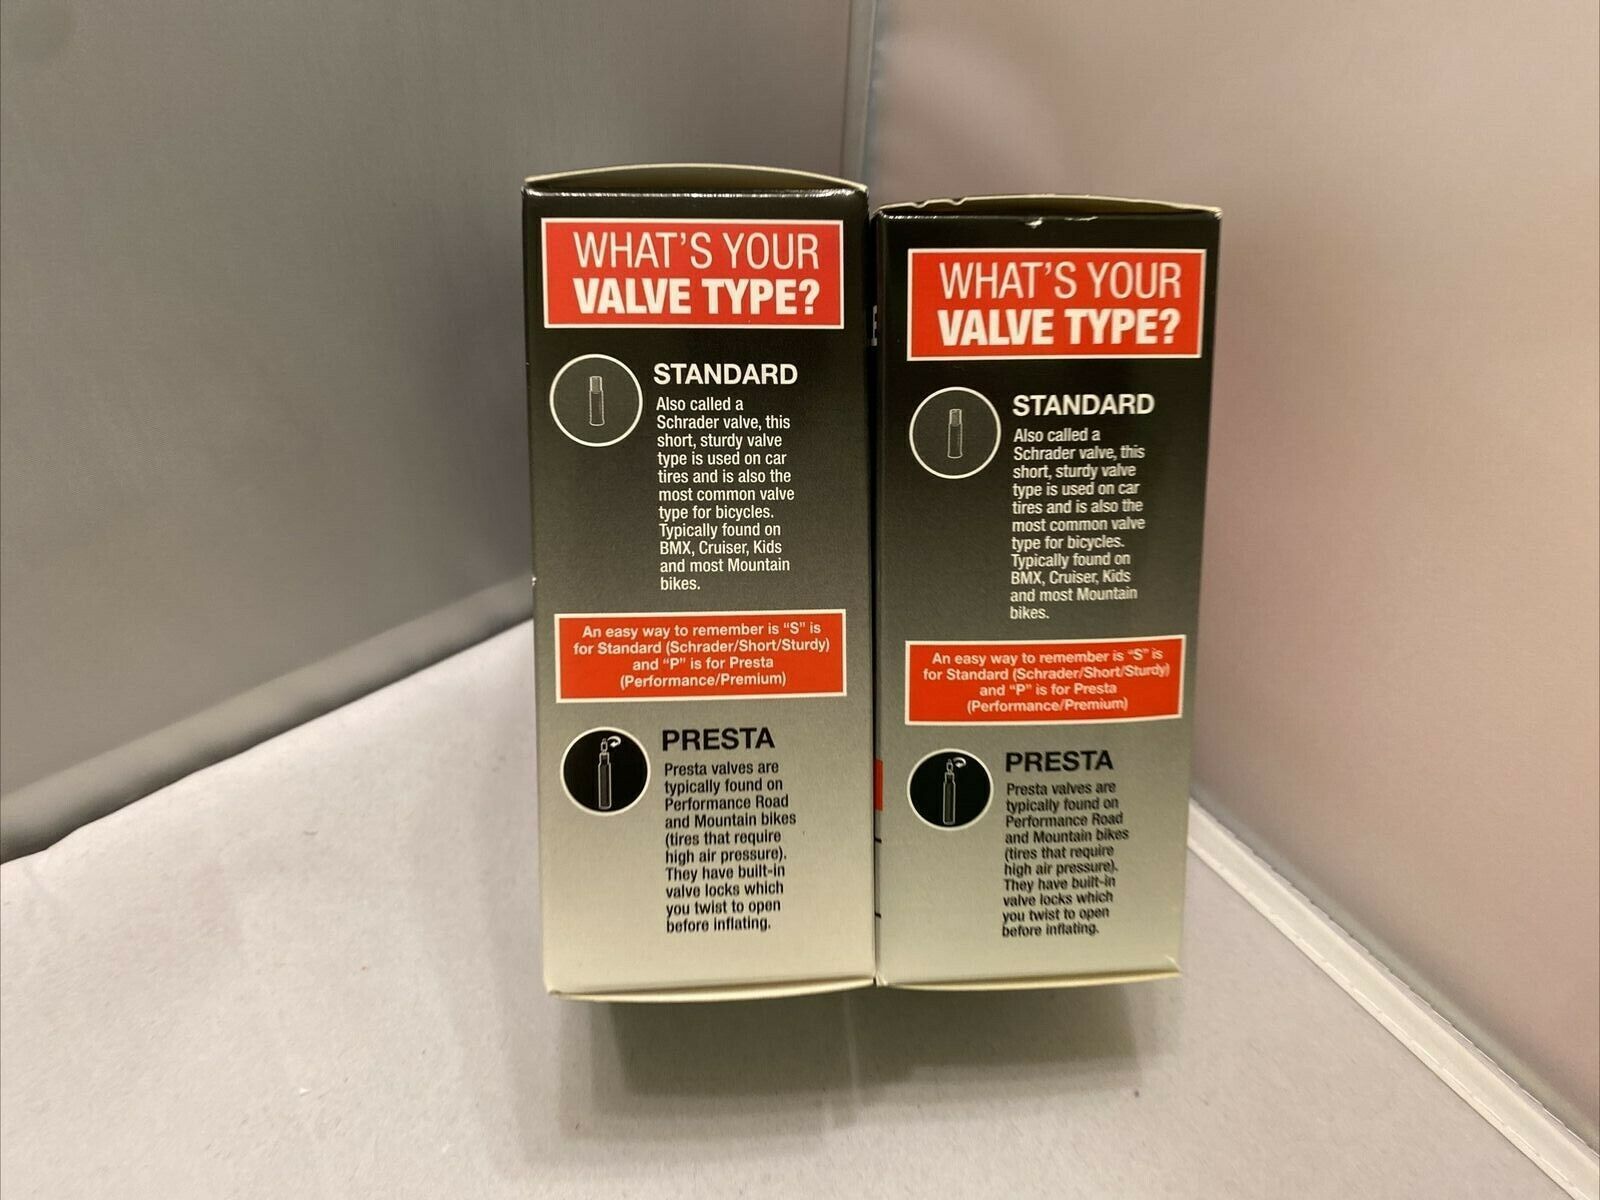 WHAT'S YOUR
VALVE TYPE?
STANDARD
Also called a
Schrader valve, this
short, sturdy valve
type is used on car
tires and is also the
most common valve
type for bicycles.
Typically found on
BMX, Cruiser, Kids
and most Mountain
bikes.
An easy way to remember is "S" is
for Standard (Schrader/Short/Sturdy)
and "P" is for Presta
(Performance/Premium)
PRESTA
Presta valves are
typically found on
Performance Road
and Mountain bikes
(tires that require
high air pressure).
They have built-in
valve locks which
you twist to open
before inflating.
WHAT'S YOUR
VALVE TYPE?
STANDARD
Also called a
Schrader valve, this
short, sturdy valve
type is used on car
tires and is also the
most common valve
type for bicycles.
Typically found on
BMX, Cruiser, Kids
and most Mountain
bikes.
An easy way to remember is "S" is
for Standard (Schrader/Short/Sturdy)
and "P" is for Presta
(Performance/Premium)
PRESTA
Presta valves are
typically found on
Performance Road
and Mountain bikes
(tires that require
high air pressure).
They have built-in
valve locks which
you twist to open
before inflating.